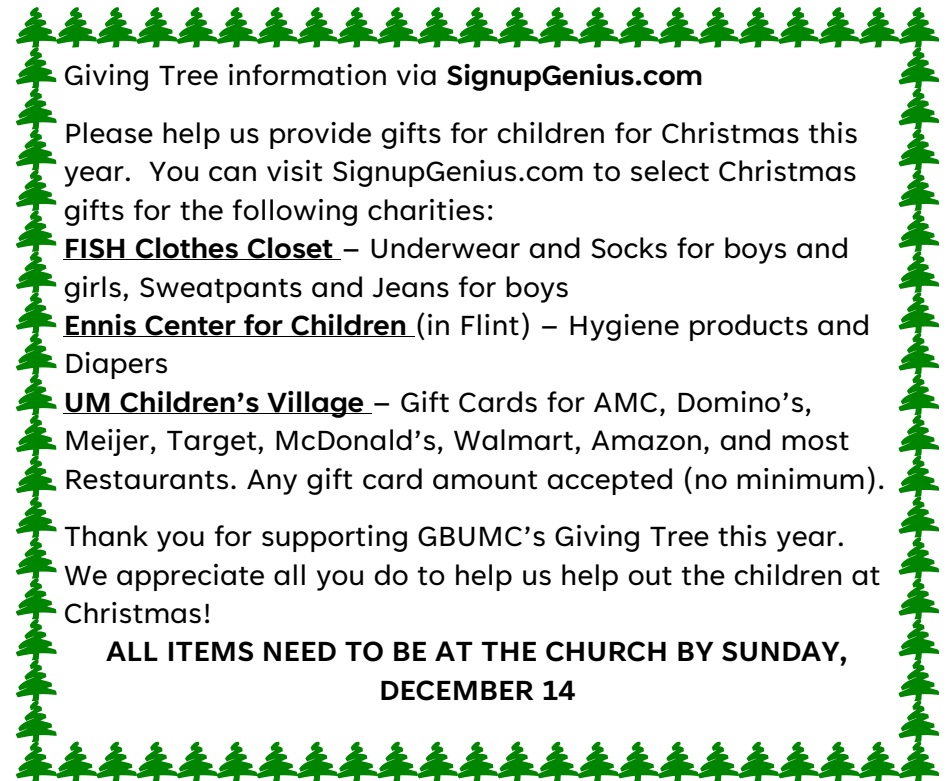 Giving Tree information via SignupGenius.com
Please help us provide gifts for children for Christmas this
year.  You can visit SignupGenius.com to select Christmas
gifts for the following charities:
FISH Clothes Closet – Underwear and Socks for boys and
girls, Sweatpants and Jeans for boys
Ennis Center for Children (in Flint) – Hygiene products and
Diapers
UM Children’s Village – Gift Cards for AMC, Domino’s,
Meijer, Target, McDonald’s, Walmart, Amazon, and most
Restaurants. Any gift card amount accepted (no minimum).
Thank you for supporting GBUMC’s Giving Tree this year.
We appreciate all you do to help us help out the children at
Christmas!
ALL ITEMS NEED TO BE AT THE CHURCH BY SUNDAY,
DECEMBER 14